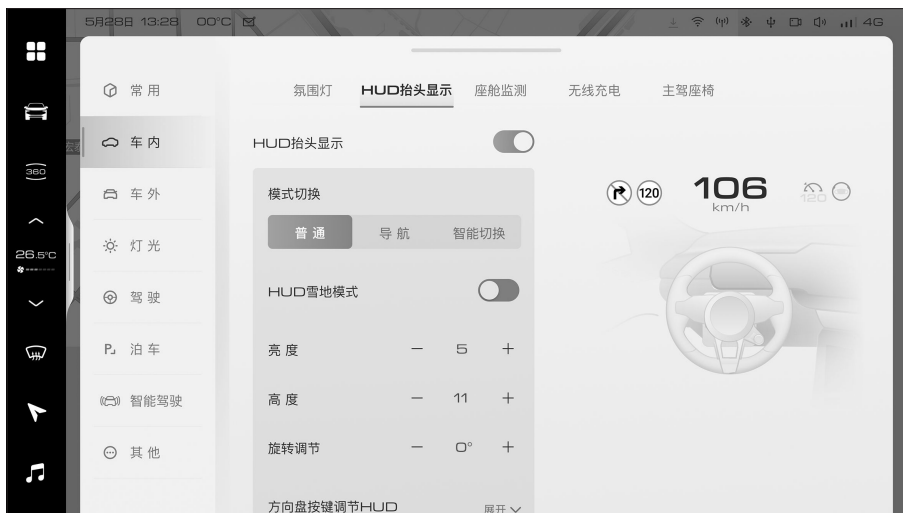 5月28日 13:28 00°C 4G
常用
氛围灯 HUD抬头显示 座舱监测 无线充电 主驾座椅
车内
HUD抬头显示
360
车外
模式切换
120 106 120
km/h
普通 导航 智能切换
灯光
26.5°C
驾驶
HUD雪地模式
P 泊车
亮度 − 5 +
智能驾驶
高度 − 11 +
其他
旋转调节 − 0° +
方向盘按键调节HUD 展开